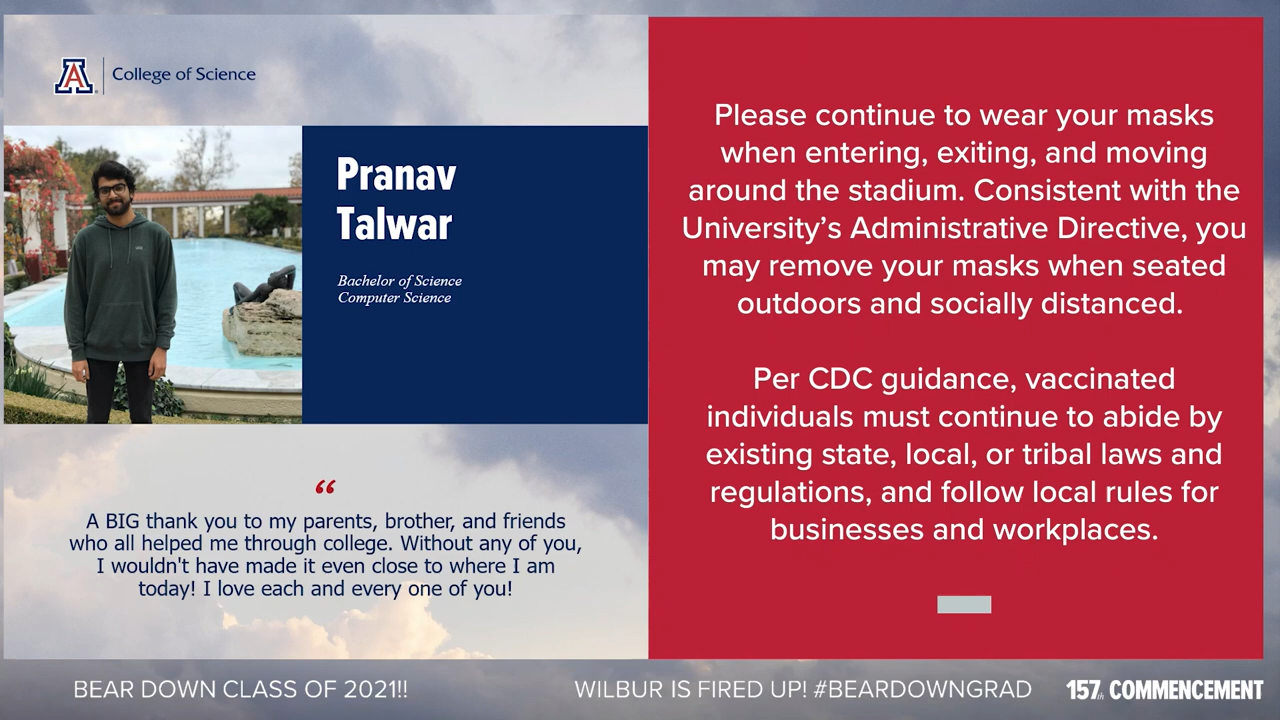 A
College of Science
Pranav
Talwar
Bachelor of Science
Computer Science
“
A BIG thank you to my parents, brother, and friends
who all helped me through college. Without any of you,
I wouldn't have made it even close to where I am
today! I love each and every one of you!
Please continue to wear your masks
when entering, exiting, and moving
around the stadium. Consistent with the
University’s Administrative Directive, you
may remove your masks when seated
outdoors and socially distanced.
Per CDC guidance, vaccinated
individuals must continue to abide by
existing state, local, or tribal laws and
regulations, and follow local rules for
businesses and workplaces.
BEAR DOWN CLASS OF 2021!!
WILBUR IS FIRED UP! #BEARDOWNGRAD
157th COMMENCEMENT